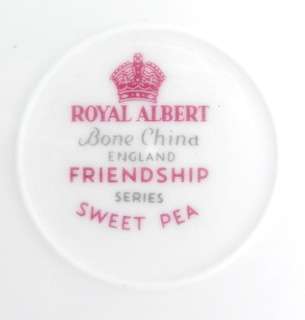 ROYAL ALBERT
Bone China
ENGLAND
FRIENDSHIP
SERIES
SWEET PEA